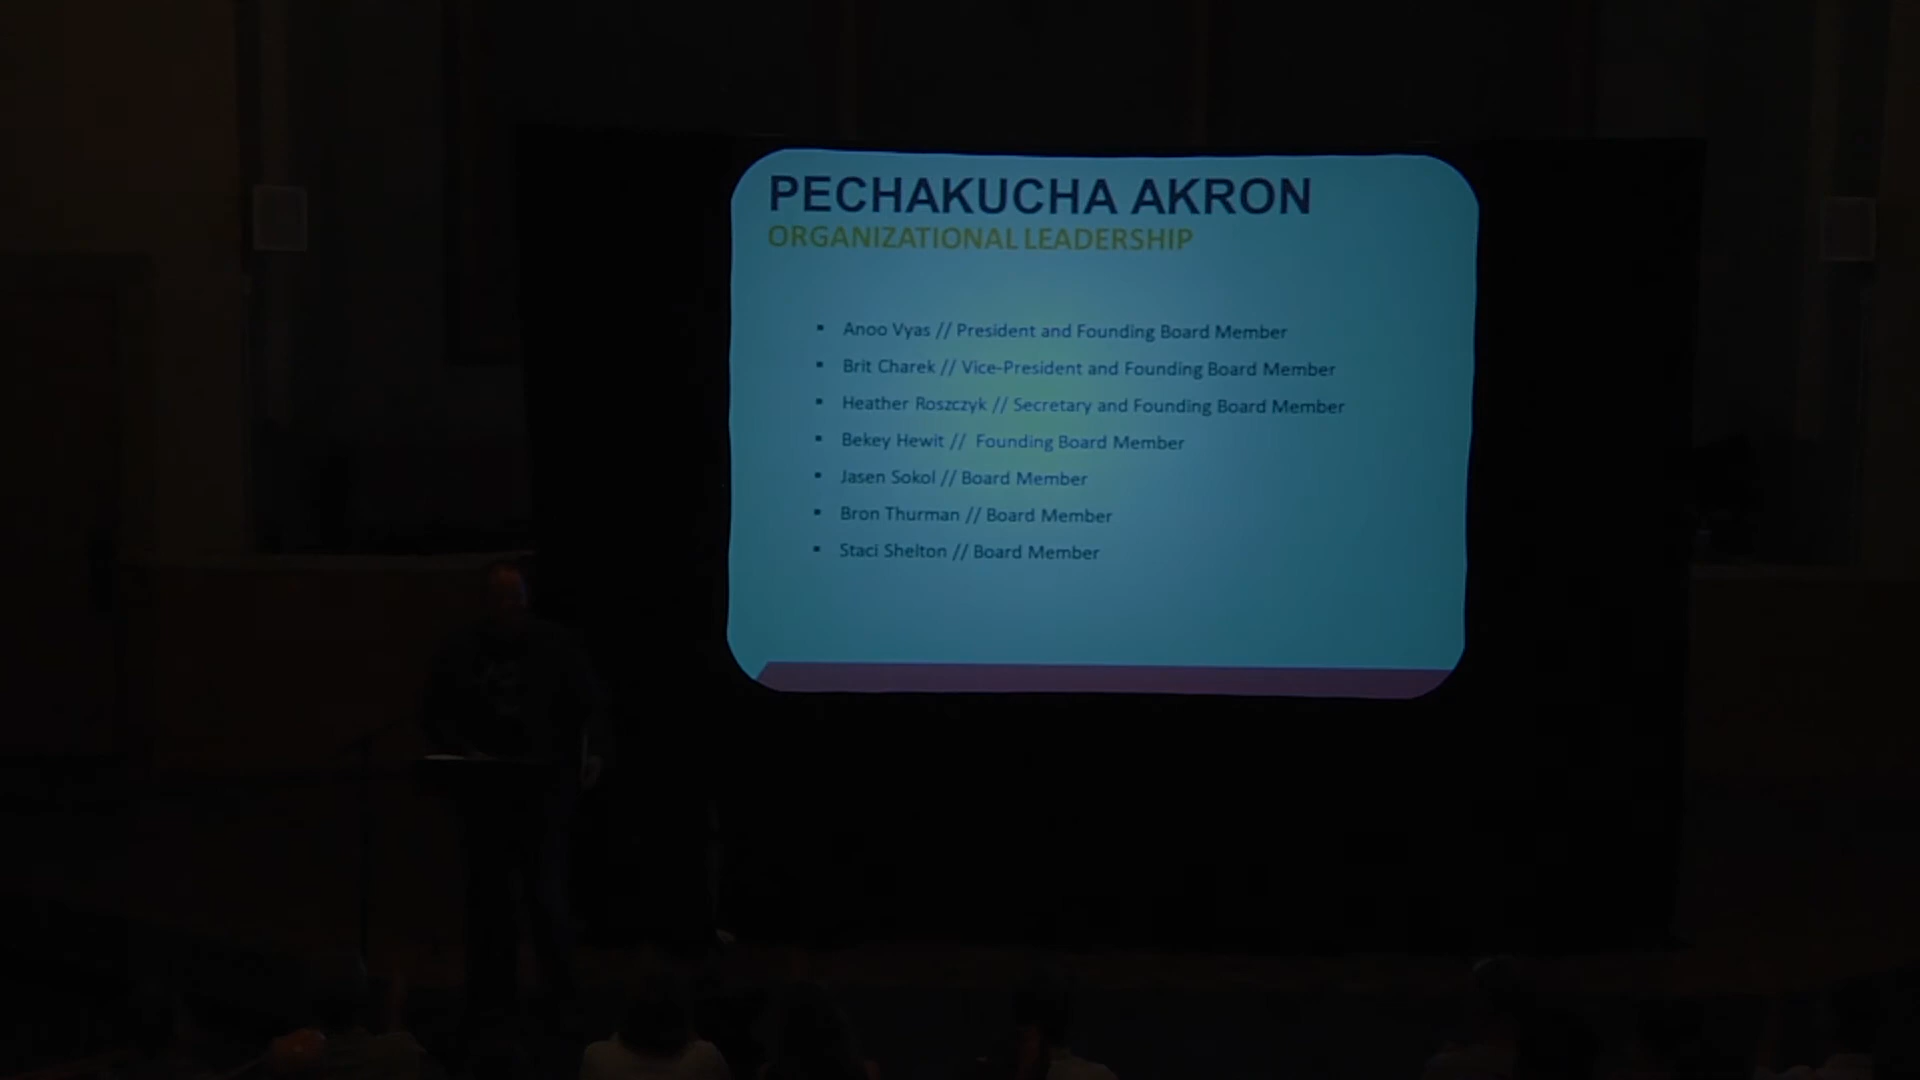 PECHAKUCHA AKRON
ORGANIZATIONAL LEADERSHIP
▪ Anoo Vyas // President and Founding Board Member
▪ Brit Charek // Vice-President and Founding Board Member
▪ Heather Roszczyk // Secretary and Founding Board Member
▪ Bekey Hewit // Founding Board Member
▪ Jasen Sokol // Board Member
▪ Bron Thurman // Board Member
▪ Staci Shelton // Board Member